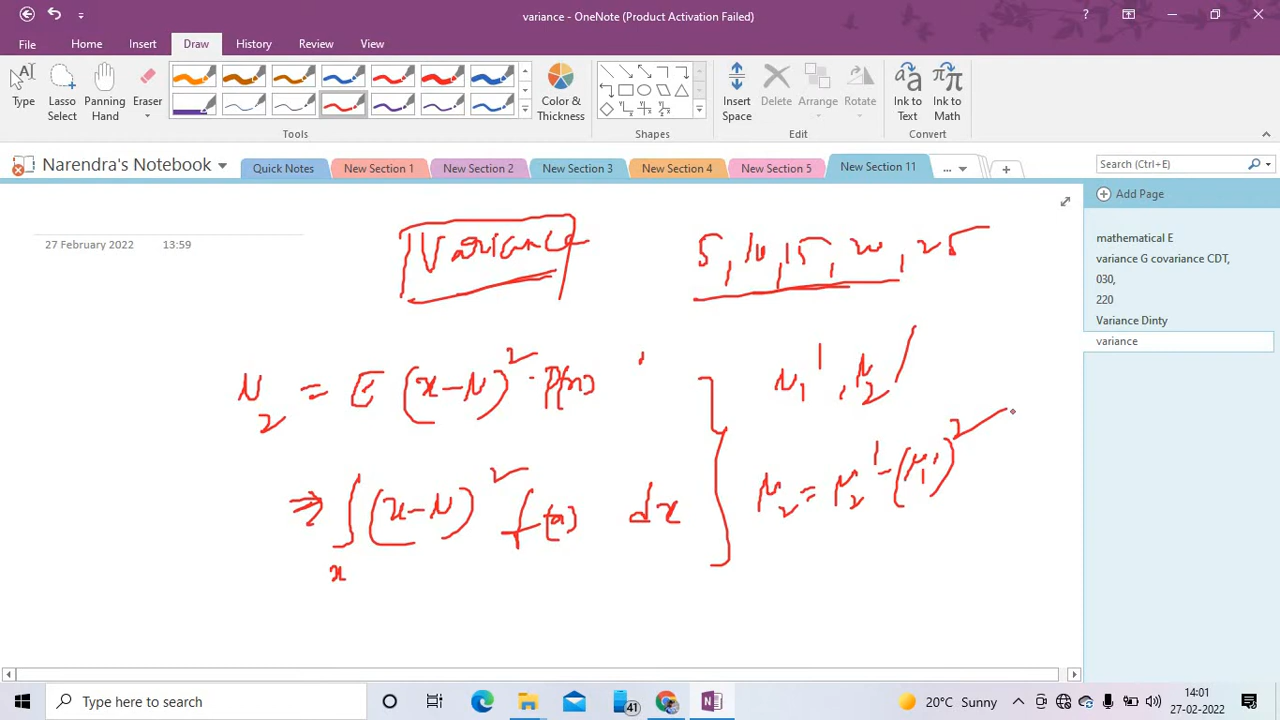 variance - OneNote (Product Activation Failed)
?
File Home Insert Draw History Review View
Type
Lasso Select
Panning Hand
Eraser
Color & Thickness
Insert Space
Delete
Arrange
Rotate
Ink to Text
Ink to Math
Tools
Shapes
Edit
Convert
Narendra's Notebook
Quick Notes
New Section 1
New Section 2
New Section 3
New Section 4
New Section 5
New Section 11
...
Search (Ctrl+E)
Add Page
27 February 2022 13:59
Variance
5, 10, 15, 20, 25
μ₂ = E (x-μ)² · P(x)
μ₁', μ₂'
⇒ ∫x (x-μ)² f(x) dx
μ₂ = μ₂' - (μ₁')²
mathematical E
variance G covariance CDT,
030,
220
Variance Dinty
variance
Type here to search
41
20°C Sunny
14:01
27-02-2022